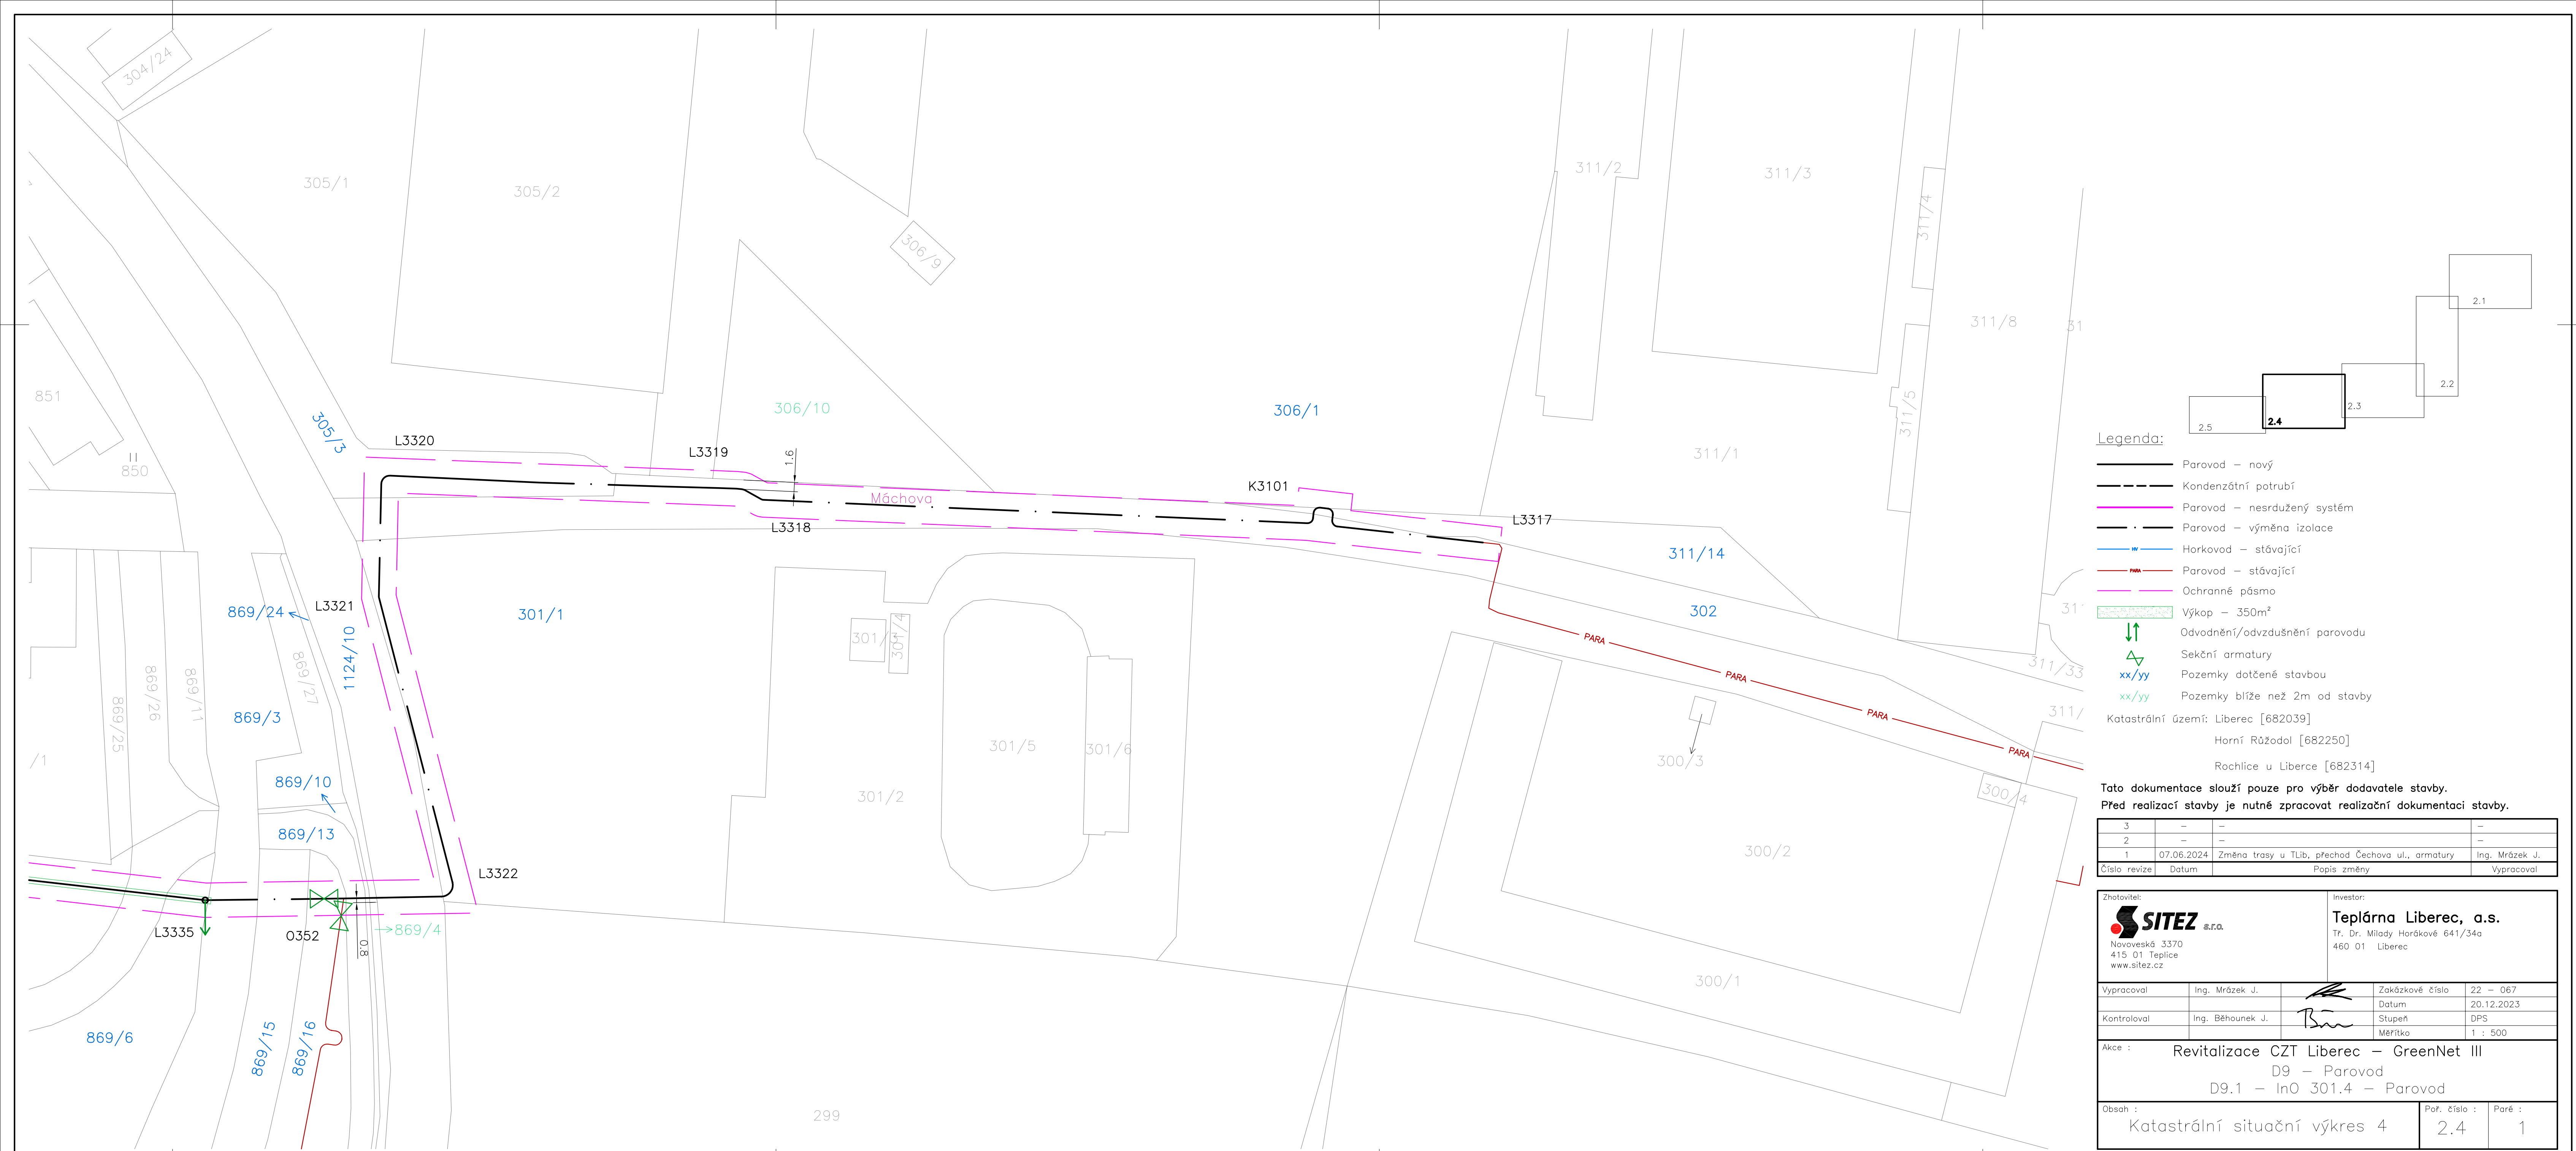 304/24
305/1
305/2
306/9
311/2
311/3
311/4
311/8
311/5
311/1
851
850
305/3
306/10
306/1
L3320
L3319
1.6
Máchova
K3101
L3318
L3317
311/14
302
L3321
301/1
869/24
1124/10
869/27
869/11
869/26
869/25
869/3
869/10
869/13
301/4
301/5
301/6
301/2
PARA
PARA
PARA
PARA
300/3
300/4
300/2
300/1
311/33
L3322
L3335
O352
0.8
869/4
869/6
869/15
869/16
299
2.1
2.2
2.3
2.4
2.5
Legenda:
Parovod – nový
Kondenzátní potrubí
Parovod – nesrdužený systém
Parovod – výměna izolace
HV
Horkovod – stávající
PARA
Parovod – stávající
Ochranné pásmo
Výkop – 350m²
Odvodnění/odvzdušnění parovodu
Sekční armatury
xx/yy Pozemky dotčené stavbou
xx/yy Pozemky blíže než 2m od stavby
Katastrální území: Liberec [682039]
Horní Růžodol [682250]
Rochlice u Liberce [682314]
Tato dokumentace slouží pouze pro výběr dodavatele stavby.
Před realizací stavby je nutné zpracovat realizační dokumentaci stavby.
3 – – –
2 – – –
1 07.06.2024 Změna trasy u TLib, přechod Čechova ul., armatury Ing. Mrázek J.
Číslo revize Datum Popis změny Vypracoval
Zhotovitel:
SITEZ s.r.o.
Novoveská 3370
415 01 Teplice
www.sitez.cz
Investor:
Teplárna Liberec, a.s.
Tř. Dr. Milady Horákové 641/34a
460 01 Liberec
Vypracoval Ing. Mrázek J. Zakázkové číslo 22 – 067
Datum 20.12.2023
Kontroloval Ing. Běhounek J. Stupeň DPS
Měřítko 1 : 500
Akce :
Revitalizace CZT Liberec – GreenNet III
D9 – Parovod
D9.1 – InO 301.4 – Parovod
Obsah :
Katastrální situační výkres 4
Poř. číslo :
2.4
Paré :
1